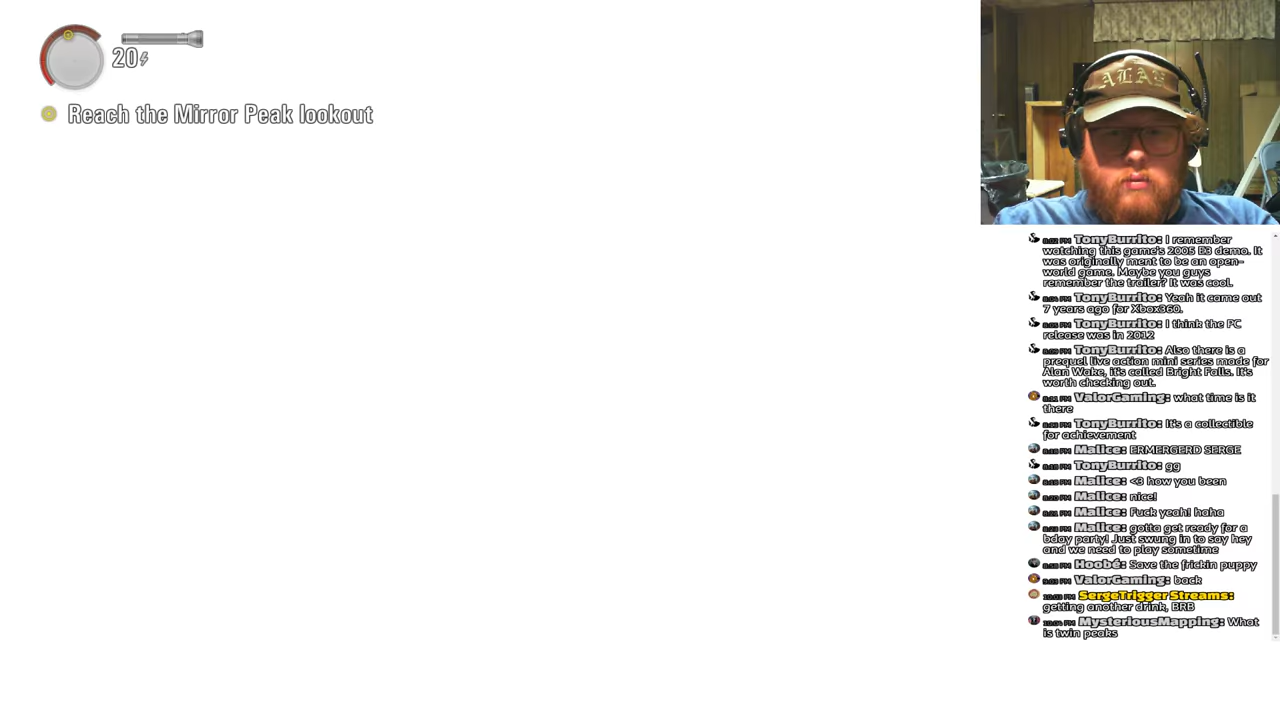 20
Reach the Mirror Peak lookout
ALAS
TonyBurrito: I remember
watching this game's 2005 E3 demo. It
was originally ment to be an open-
world game. Maybe you guys
remember the trailer? It was cool.
TonyBurrito: Yeah it came out
7 years ago for Xbox360.
TonyBurrito: I think the PC
release was in 2012
TonyBurrito: Also there is a
prequel live action mini series made for
Alan Wake, it's called Bright Falls. It's
worth checking out.
ValorGaming: what time is it
there
TonyBurrito: It's a collectible
for achievement
Malice: ERMERGERD SERGE
TonyBurrito: gg
Malice: <3 how you been
Malice: nice!
Malice: Fuck yeah! haha
Malice: gotta get ready for a
bday party! Just swung in to say hey
and we need to play sometime
Hoobé: Save the frickin puppy
ValorGaming: back
SergeTrigger Streams:
getting another drink, BRB
MysteriousMapping: What
is twin peaks